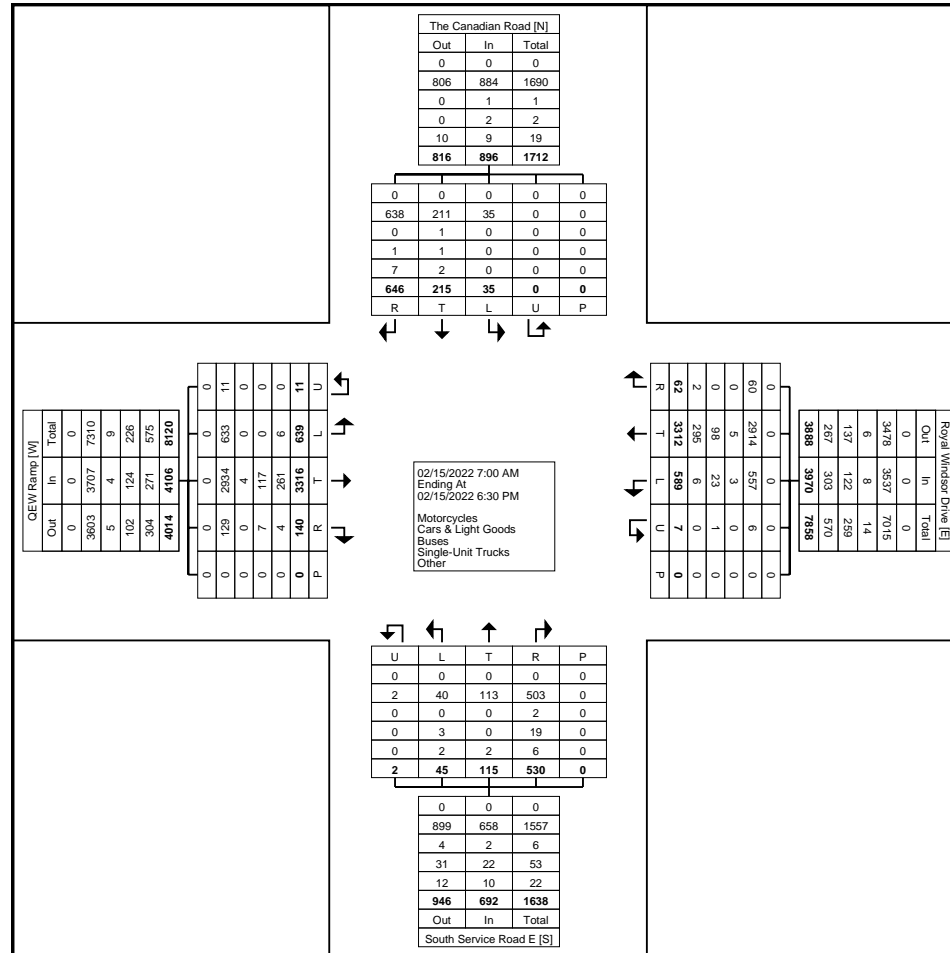 The Canadian Road [N]
Out In Total
0 0 0
806 884 1690
0 1 1
0 2 2
10 9 19
816 896 1712
0 0 0 0 0
638 211 35 0 0
0 1 0 0 0
1 1 0 0 0
7 2 0 0 0
646 215 35 0 0
R T L U P
QEW Ramp [W]
Total In Out
0 0 0
7310 3707 3603
9 4 5
226 124 102
575 271 304
8120 4106 4014
0 0 0 0 0
11 633 2934 129 0
0 0 4 0 0
0 0 117 7 0
0 6 261 4 0
11 639 3316 140 0
U L T R P
02/15/2022 7:00 AM
Ending At
02/15/2022 6:30 PM
Motorcycles
Cars & Light Goods
Buses
Single-Unit Trucks
Other
R T L U P
62 3312 589 7 0
2 295 6 0 0
0 98 23 1 0
0 5 3 0 0
60 2914 557 6 0
0 0 0 0 0
Royal Windsor Drive [E]
Out In Total
0 0 0
3478 3537 7015
6 8 14
137 122 259
267 303 570
3888 3970 7858
U L T R P
0 0 0 0 0
2 40 113 503 0
0 0 0 2 0
0 3 0 19 0
0 2 2 6 0
2 45 115 530 0
0 0 0
899 658 1557
4 2 6
31 22 53
12 10 22
946 692 1638
Out In Total
South Service Road E [S]